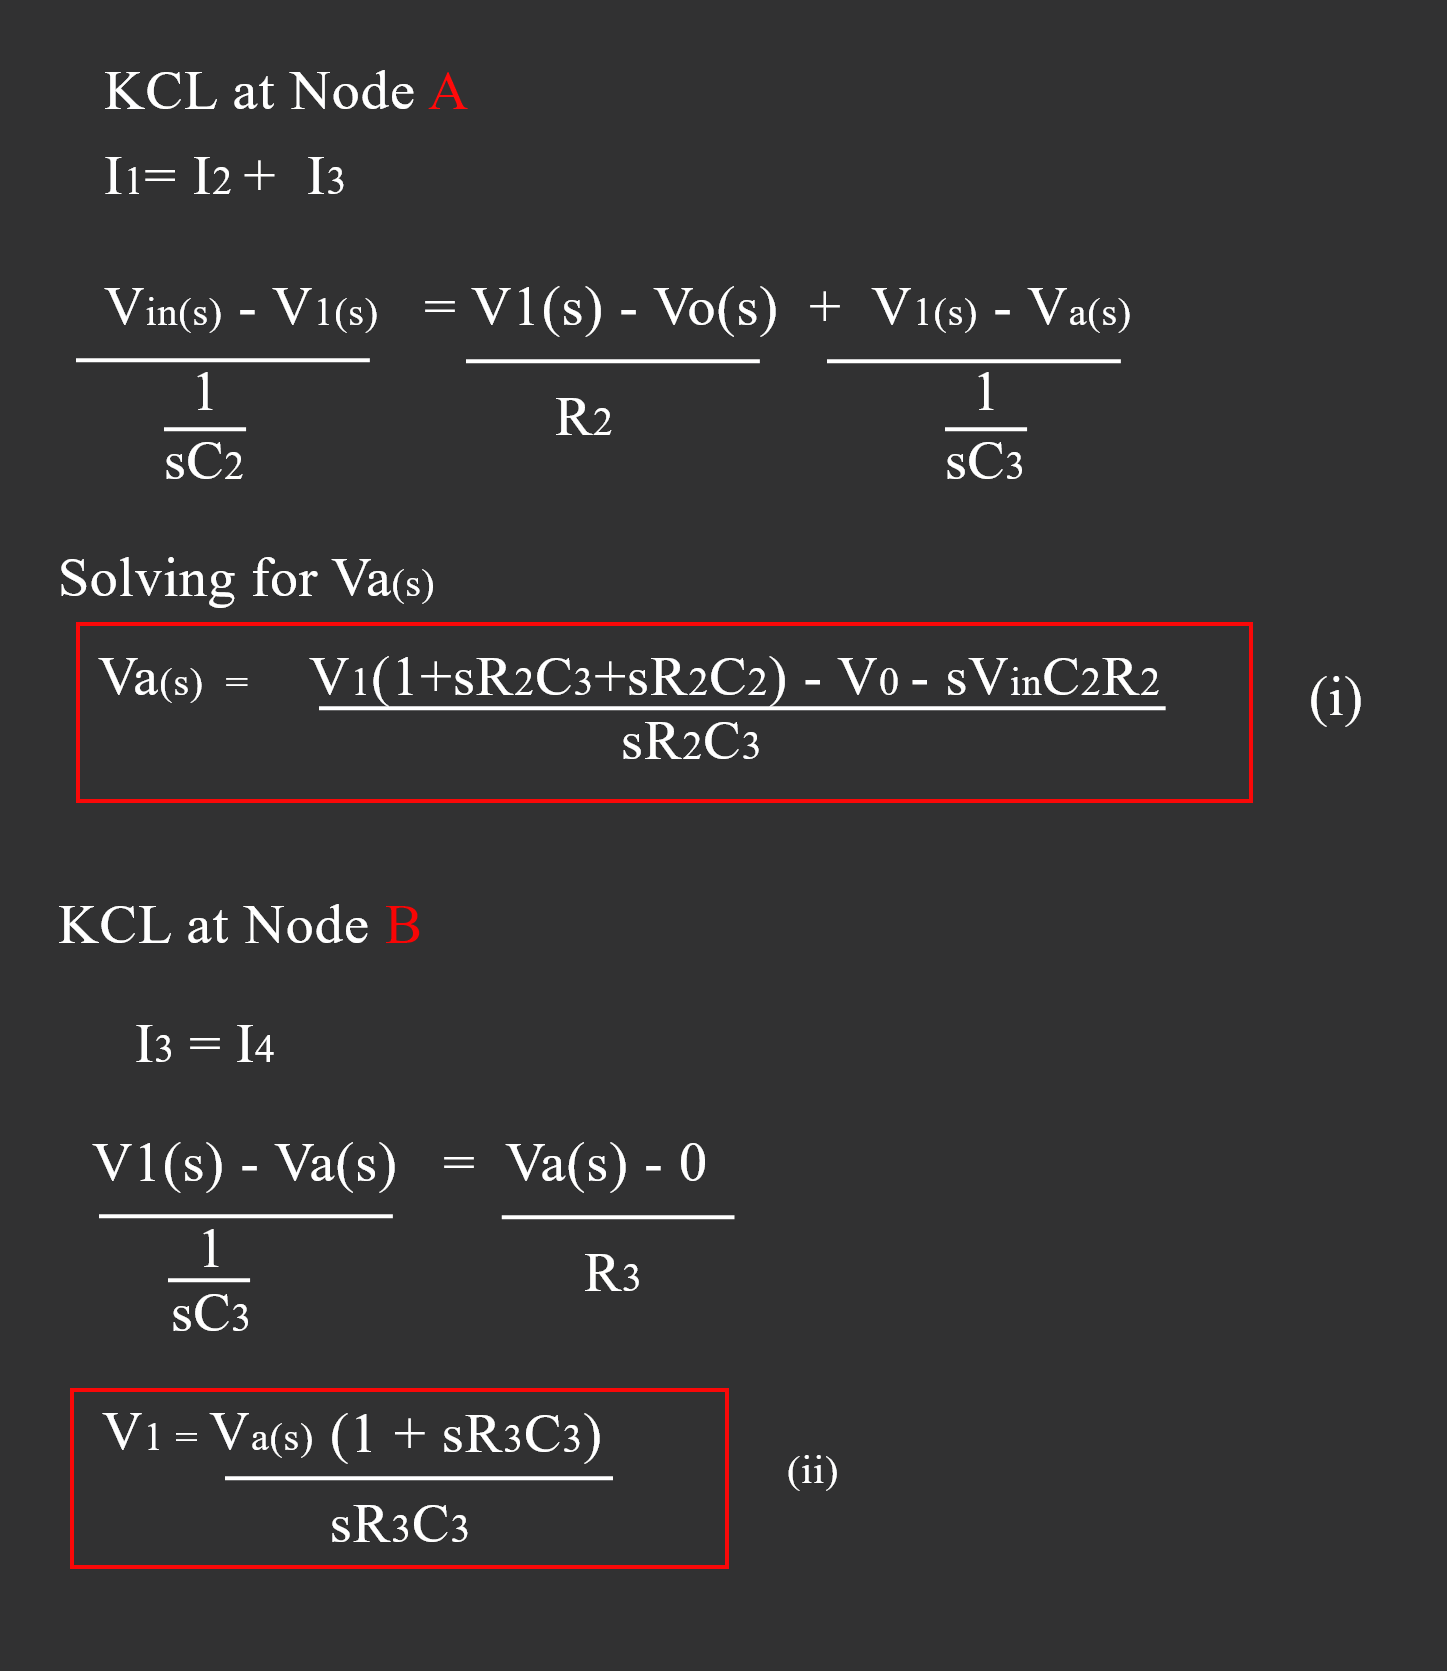 KCL at Node A
I1= I2 + I3
Vin(s) - V1(s) = V1(s) - Vo(s) + V1(s) - Va(s)
1 R2 1
sC2 sC3
Solving for Va(s)
Va(s) = V1(1+sR2C3+sR2C2) - V0 - sVinC2R2 (i)
sR2C3
KCL at Node B
I3 = I4
V1(s) - Va(s) = Va(s) - 0
1 R3
sC3
V1 = Va(s) (1 + sR3C3)
(ii)
sR3C3